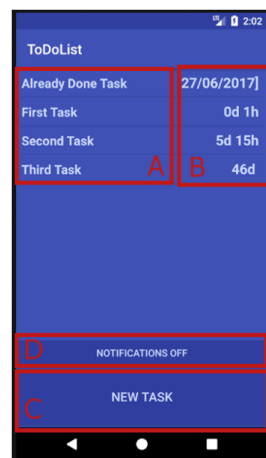 2:02
ToDoList
Already Done Task 27/06/2017]
First Task 0d 1h
Second Task 5d 15h
Third Task A B 46d
D NOTIFICATIONS OFF
C NEW TASK